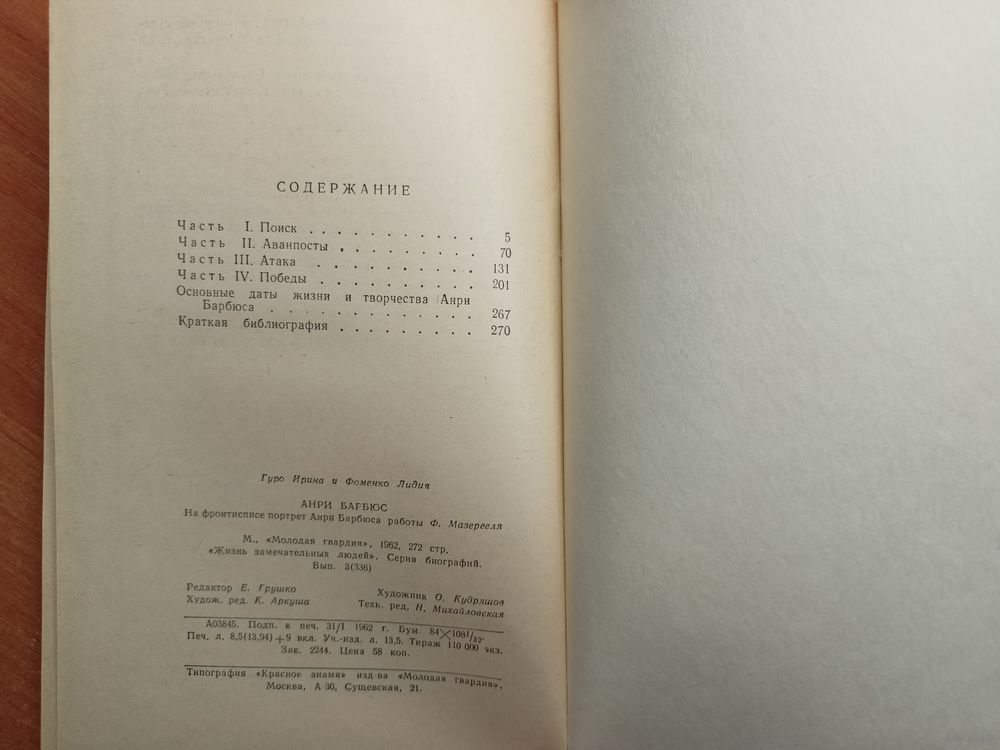 СОДЕРЖАНИЕ
Часть I. Поиск . . . . . . . . . . . 5
Часть II. Аванпосты . . . . . . . . . 70
Часть III. Атака . . . . . . . . . . 131
Часть IV. Победы . . . . . . . . . . 201
Основные даты жизни и творчества Анри
Барбюса . . . . . . . . . . . . 267
Краткая библиография . . . . . . . . . 270
Гуро Ирина и Фоменко Лидия
АНРИ БАРБЮС
На фронтисписе портрет Анри Барбюса работы Ф. Мазерееля
М., «Молодая гвардия», 1962, 272 стр.
«Жизнь замечательных людей». Серия биографий.
Вып. 3(336)
Редактор Е. Грушко Художник О. Кудряшов
Худож. ред. К. Аркуша Техн. ред. Н. Михайловская
А03845. Подп. к печ. 31/I 1962 г. Бум. 84×1081/32.
Печ. л. 8,5(13,94)+9 вкл. Уч.-изд. л. 13,5. Тираж 110 000 экз.
Зак. 2244. Цена 58 коп.
Типография «Красное знамя» изд-ва «Молодая гвардия».
Москва, А-30, Сущевская, 21.